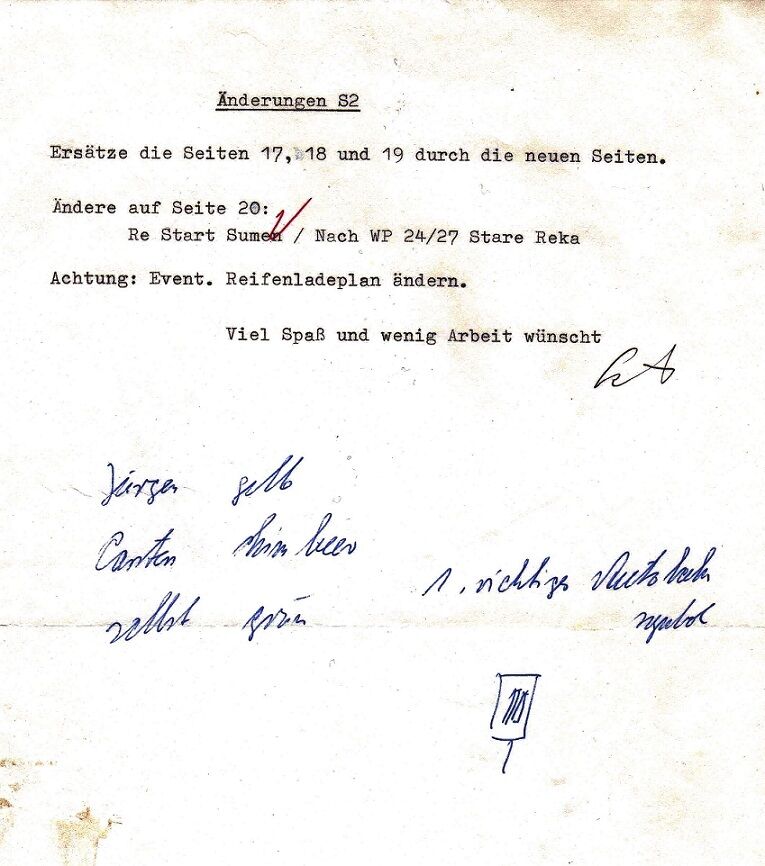 Änderungen S2
Ersätze die Seiten 17, 18 und 19 durch die neuen Seiten.
Ändere auf Seite 20:
Re Start Sumen / Nach WP 24/27 Stare Reka
Achtung: Event. Reifenladeplan ändern.
Viel Spaß und wenig Arbeit wünscht
Jürgen gelb
Carsten himbeer
selbst grün
1. richtiges Autobahn
symbol